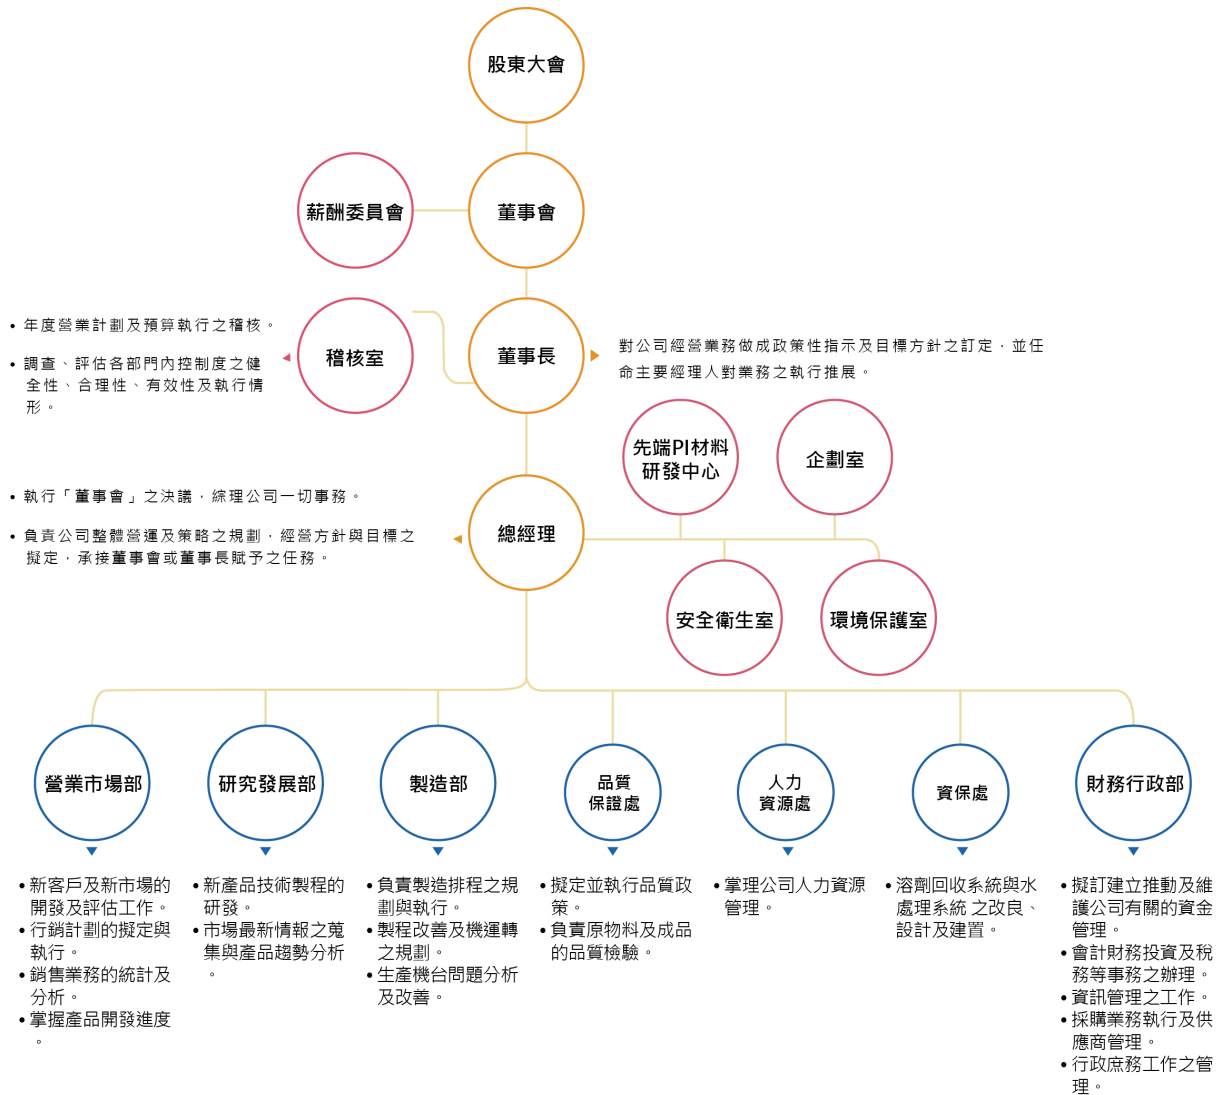 股東大會
薪酬委員會
董事會
• 年度營業計劃及預算執行之稽核。
• 調查、評估各部門內控制度之健
全性、合理性、有效性及執行情
形。
稽核室
董事長
對公司經營業務做成政策性指示及目標方針之訂定，並任
命主要經理人對業務之執行推展。
先端PI材料
研發中心
企劃室
• 執行「董事會」之決議，綜理公司一切事務。
• 負責公司整體營運及策略之規劃，經營方針與目標之
擬定，承接董事會或董事長賦予之任務。
總經理
安全衛生室
環境保護室
營業市場部
• 新客戶及新市場的
開發及評估工作。
• 行銷計劃的擬定與
執行。
• 銷售業務的統計及
分析。
• 掌握產品開發進度
。
研究發展部
• 新產品技術製程的
研發。
• 市場最新情報之蒐
集與產品趨勢分析
。
製造部
• 負責製造排程之規
劃與執行。
• 製程改善及機運轉
之規劃。
• 生產機台問題分析
及改善。
品質
保證處
• 擬定並執行品質政
策。
• 負責原物料及成品
的品質檢驗。
人力
資源處
• 掌理公司人力資源
管理。
資保處
• 溶劑回收系統與水
處理系統 之改良、
設計及建置。
財務行政部
• 擬訂建立推動及維
護公司有關的資金
管理。
• 會計財務投資及稅
務等事務之辦理。
• 資訊管理之工作。
• 採購業務執行及供
應商管理。
• 行政庶務工作之管
理。